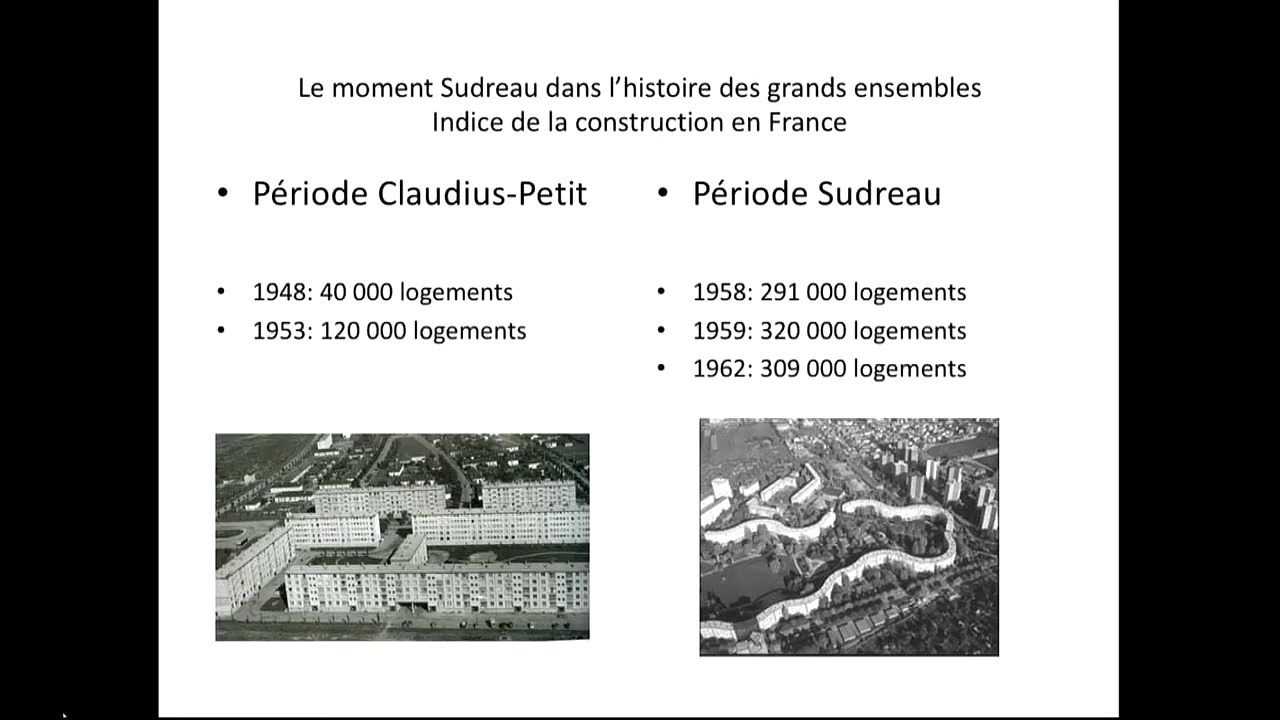 Le moment Sudreau dans l’histoire des grands ensembles
Indice de la construction en France
• Période Claudius-Petit
• 1948: 40 000 logements
• 1953: 120 000 logements
• Période Sudreau
• 1958: 291 000 logements
• 1959: 320 000 logements
• 1962: 309 000 logements